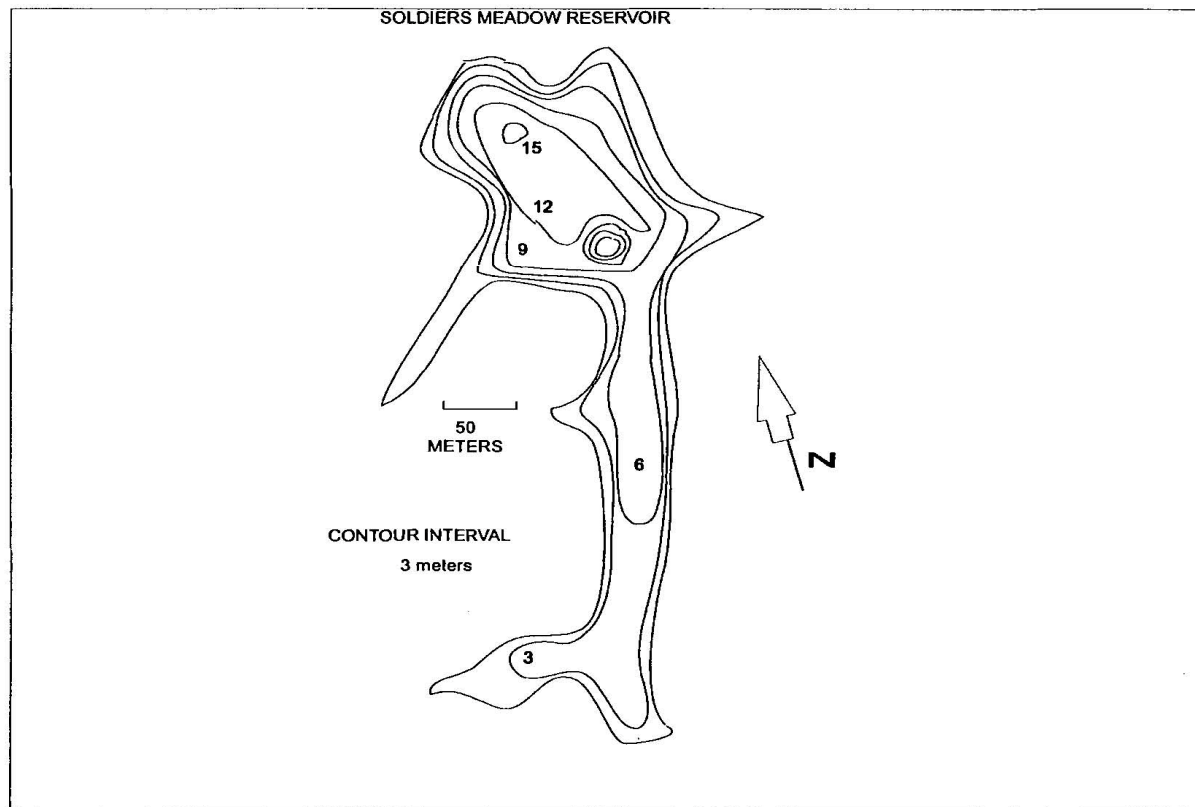 SOLDIERS MEADOW RESERVOIR
15
12
9
50
METERS
6
N
CONTOUR INTERVAL
3 meters
3